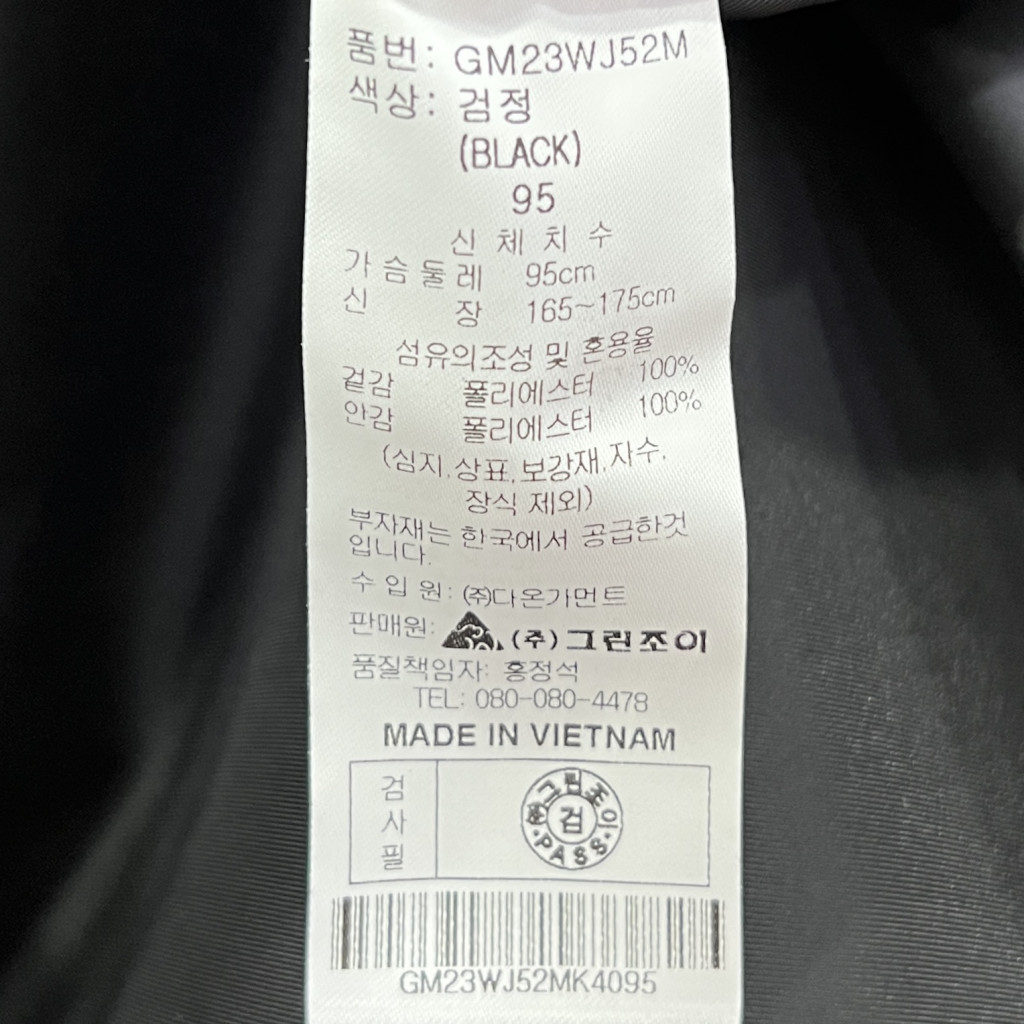 품번: GM23WJ52M
색상: 검정
(BLACK)
95
신 체 치 수
가슴둘레 95cm
신 장 165~175cm
섬유의조성 및 혼용율
겉감 폴리에스터 100%
안감 폴리에스터 100%
(심지,상표,보강재,자수,
장식 제외)
부자재는 한국에서 공급한것
입니다.
수 입 원: (주)다온가먼트
판매원: (주)그린조이
품질책임자: 홍정석
TEL: 080-080-4478
MADE IN VIETNAM
검
사
필
그린조이
검
PASS
GM23WJ52MK4095